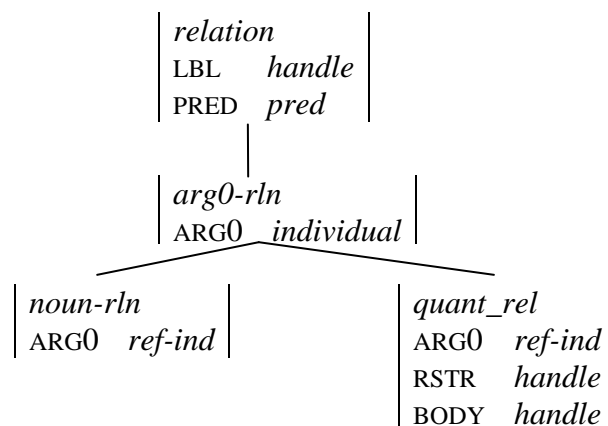 relation
LBL handle
PRED pred
arg0-rln
ARG0 individual
noun-rln
ARG0 ref-ind
quant_rel
ARG0 ref-ind
RSTR handle
BODY handle